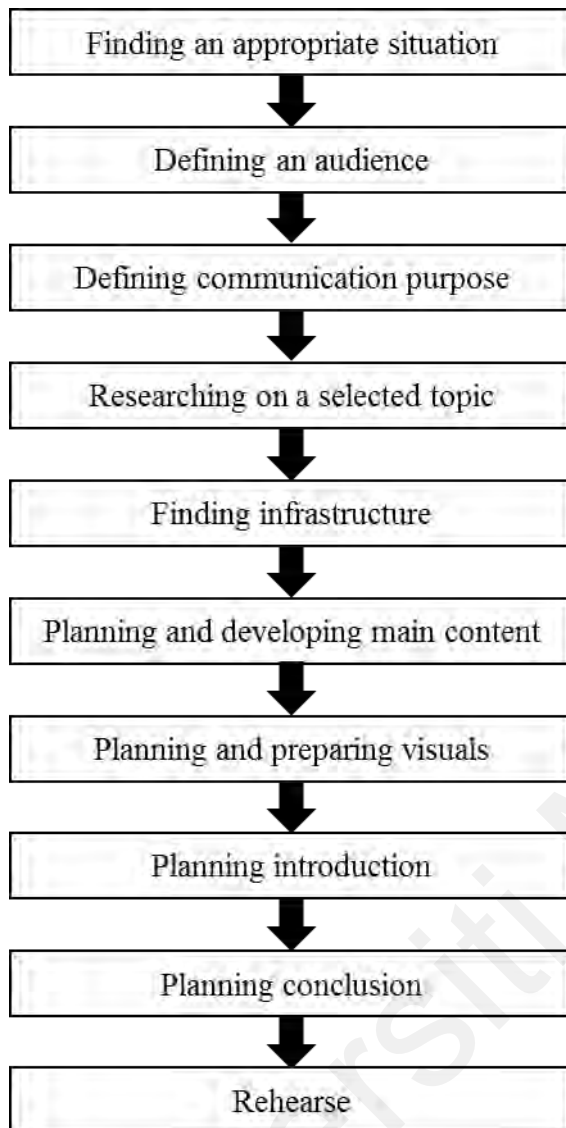 Finding an appropriate situation
Defining an audience
Defining communication purpose
Researching on a selected topic
Finding infrastructure
Planning and developing main content
Planning and preparing visuals
Planning introduction
Planning conclusion
Rehearse